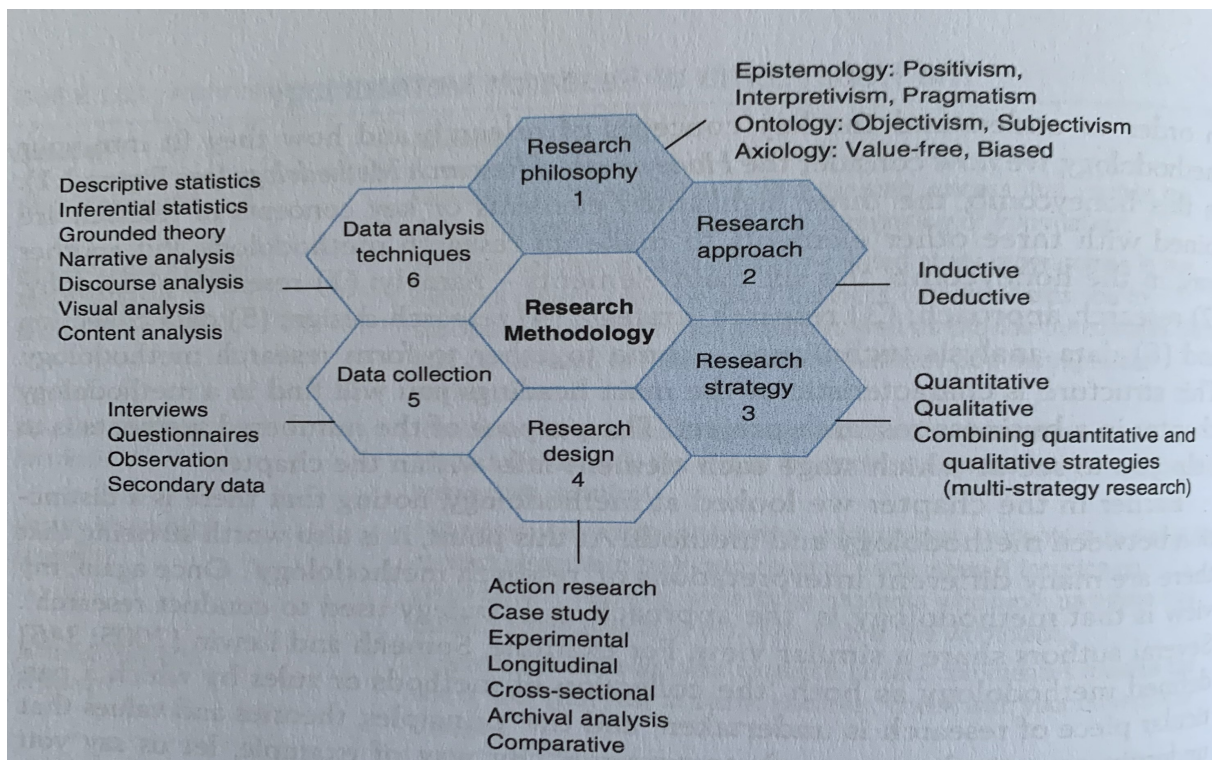 Epistemology: Positivism,
Interpretivism, Pragmatism
Ontology: Objectivism, Subjectivism
Axiology: Value-free, Biased
Research
philosophy
1
Research
approach
2
Inductive
Deductive
Research
strategy
3
Quantitative
Qualitative
Combining quantitative and
qualitative strategies
(multi-strategy research)
Research
design
4
Action research
Case study
Experimental
Longitudinal
Cross-sectional
Archival analysis
Comparative
Data collection
5
Interviews
Questionnaires
Observation
Secondary data
Data analysis
techniques
6
Descriptive statistics
Inferential statistics
Grounded theory
Narrative analysis
Discourse analysis
Visual analysis
Content analysis
Research
Methodology